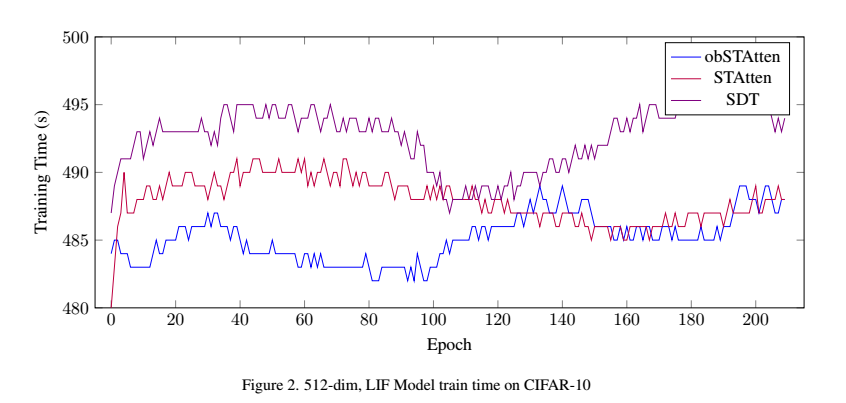 500
495
490
485
480
Training Time (s)
obSTAtten
STAtten
SDT
0 20 40 60 80 100 120 140 160 180 200
Epoch
Figure 2. 512-dim, LIF Model train time on CIFAR-10